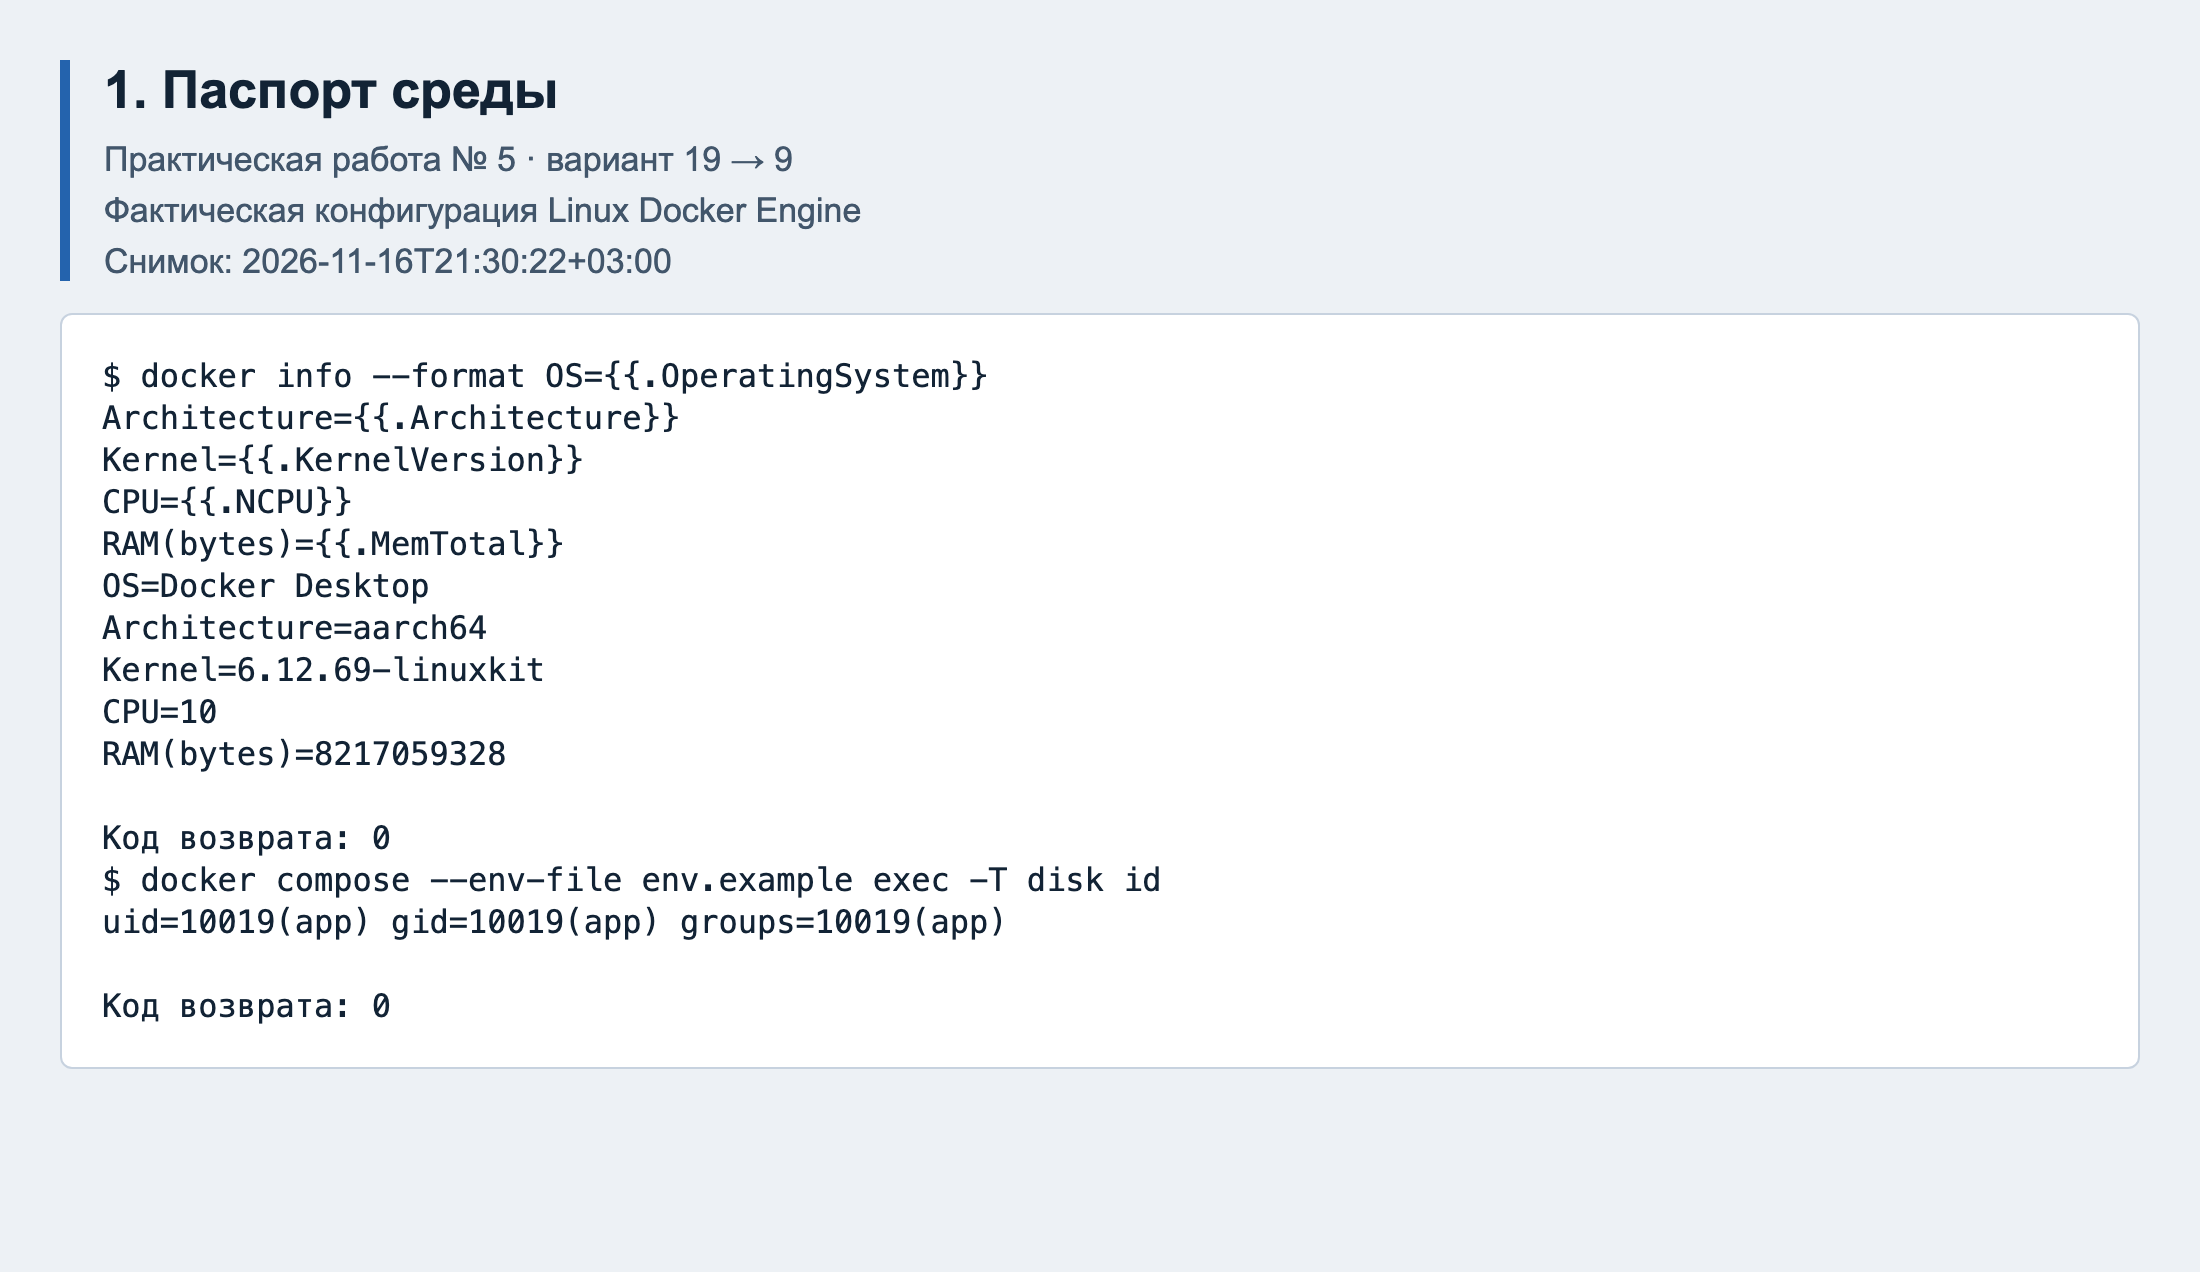 1. Паспорт среды
Практическая работа № 5 · вариант 19 → 9
Фактическая конфигурация Linux Docker Engine
Снимок: 2026-11-16T21:30:22+03:00
$ docker info --format OS={{.OperatingSystem}}
Architecture={{.Architecture}}
Kernel={{.KernelVersion}}
CPU={{.NCPU}}
RAM(bytes)={{.MemTotal}}
OS=Docker Desktop
Architecture=aarch64
Kernel=6.12.69-linuxkit
CPU=10
RAM(bytes)=8217059328
Код возврата: 0
$ docker compose --env-file env.example exec -T disk id
uid=10019(app) gid=10019(app) groups=10019(app)
Код возврата: 0